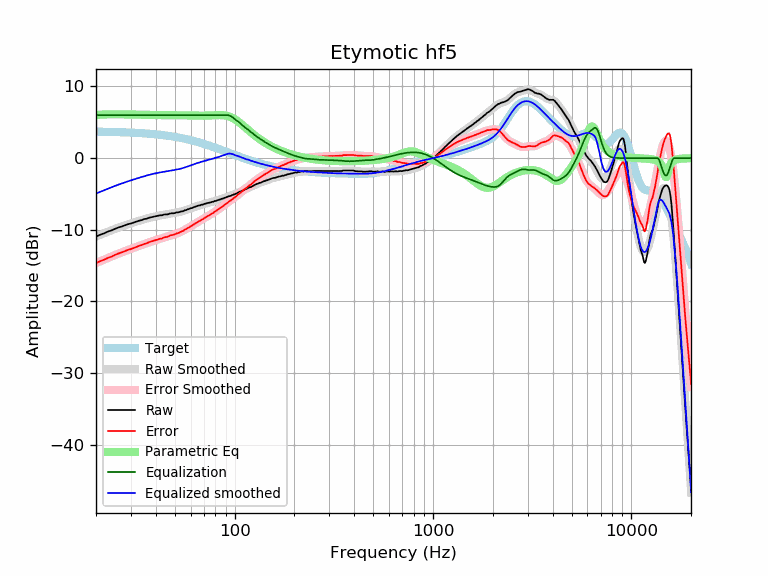 Etymotic hf5
Amplitude (dBr)
10
0
−10
−20
−30
−40
Target
Raw Smoothed
Error Smoothed
Raw
Error
Parametric Eq
Equalization
Equalized smoothed
100
1000
10000
Frequency (Hz)